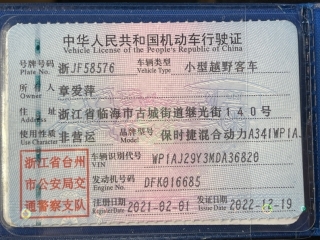 中华人民共和国机动车行驶证
Vehicle License of the People's Republic of China
号牌号码 浙JF58576 车辆类型 小型越野客车
Plate No. Vehicle Type
所有人 章爱萍
Owner
住址 浙江省临海市古城街道继光街140号
Address
使用性质 非营运 品牌型号 保时捷混合动力A341WP1AJ
Use Character Model
浙江省台州
市公安局交
通警察支队
车辆识别代号 WP1AJ29Y3MDA36820
VIN
发动机号码 DFK016685
Engine No.
注册日期 2021-02-01 发证日期 2022-12-19
Register Date Issue Date